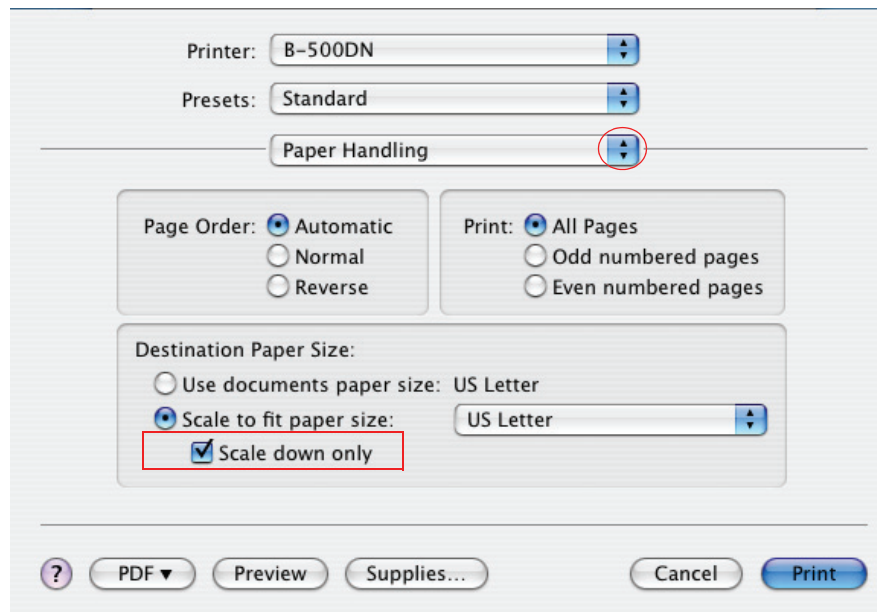 Printer: B-500DN
Presets: Standard
Paper Handling
Page Order: Automatic
Normal
Reverse
Print: All Pages
Odd numbered pages
Even numbered pages
Destination Paper Size:
Use documents paper size: US Letter
Scale to fit paper size: US Letter
Scale down only
? PDF ▼ Preview Supplies... Cancel Print